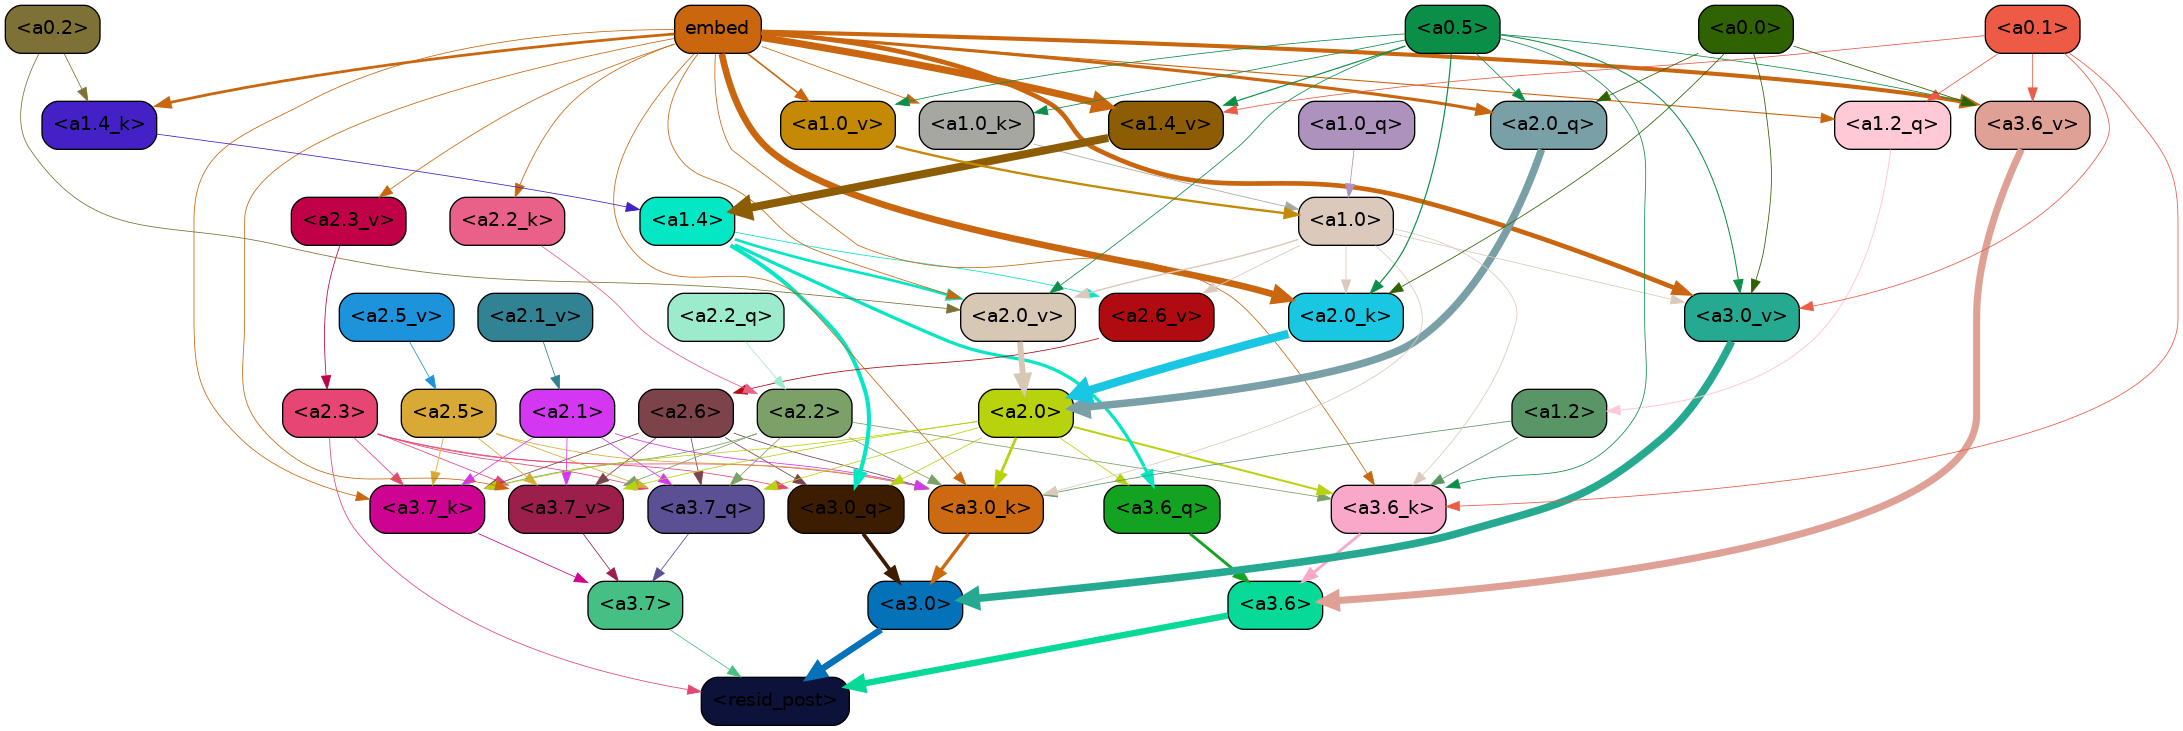 <a0.2>
embed
<a0.5>
<a0.0>
<a0.1>
<a1.4_k>
<a1.0_v>
<a1.0_k>
<a1.4_v>
<a1.0_q>
<a2.0_q>
<a1.2_q>
<a3.6_v>
<a2.3_v>
<a2.2_k>
<a1.4>
<a1.0>
<a2.5_v>
<a2.1_v>
<a2.2_q>
<a2.0_v>
<a2.6_v>
<a2.0_k>
<a3.0_v>
<a2.3>
<a2.5>
<a2.1>
<a2.6>
<a2.2>
<a2.0>
<a1.2>
<a3.7_k>
<a3.7_v>
<a3.7_q>
<a3.0_q>
<a3.0_k>
<a3.6_q>
<a3.6_k>
<a3.7>
<a3.0>
<a3.6>
<resid_post>